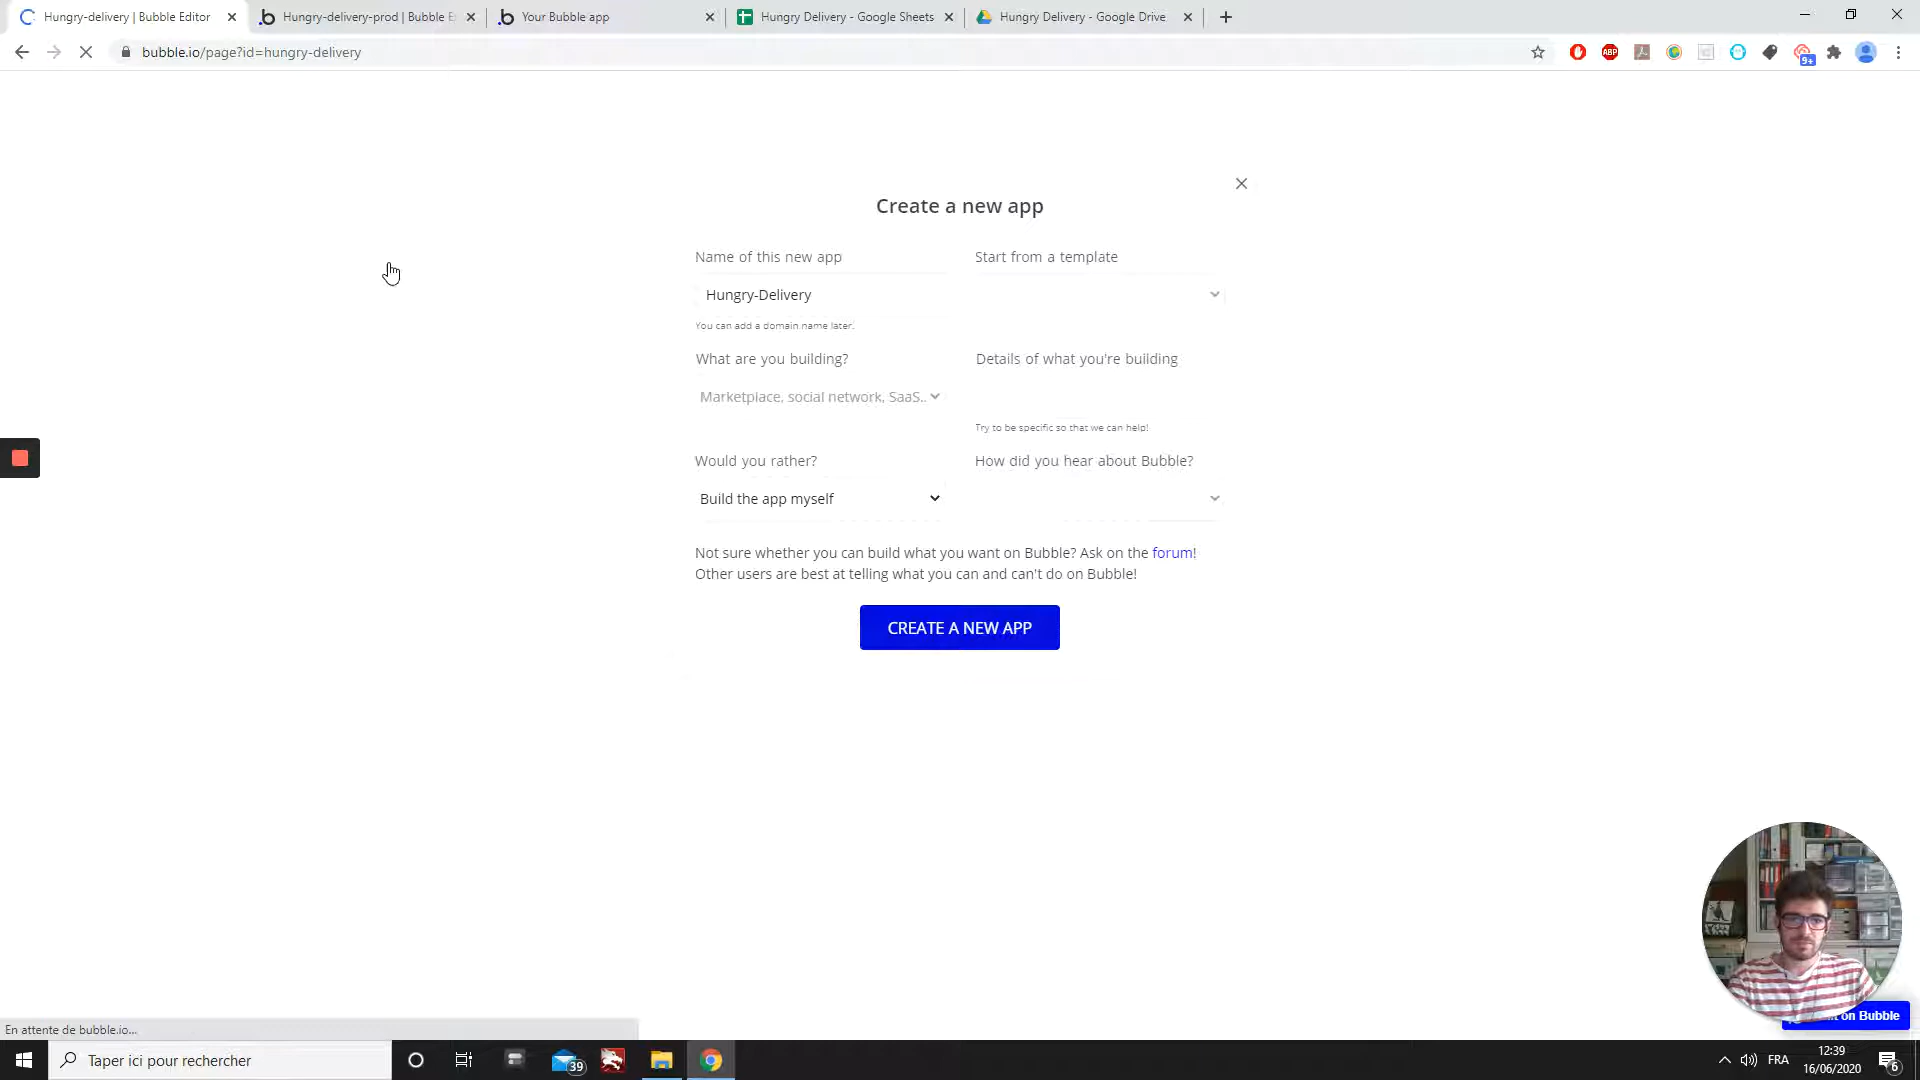 Hungry-delivery | Bubble Editor
Hungry-delivery-prod | Bubble E
Your Bubble app
Hungry Delivery - Google Sheets
Hungry Delivery - Google Drive
bubble.io/page?id=hungry-delivery
ABP
9+
Create a new app
Name of this new app
Start from a template
Hungry-Delivery
You can add a domain name later.
What are you building?
Details of what you're building
Marketplace, social network, SaaS..
Try to be specific so that we can help!
Would you rather?
How did you hear about Bubble?
Build the app myself
Not sure whether you can build what you want on Bubble? Ask on the forum!
Other users are best at telling what you can and can't do on Bubble!
CREATE A NEW APP
on Bubble
En attente de bubble.io...
Taper ici pour rechercher
39
FRA
12:39
16/06/2020
6